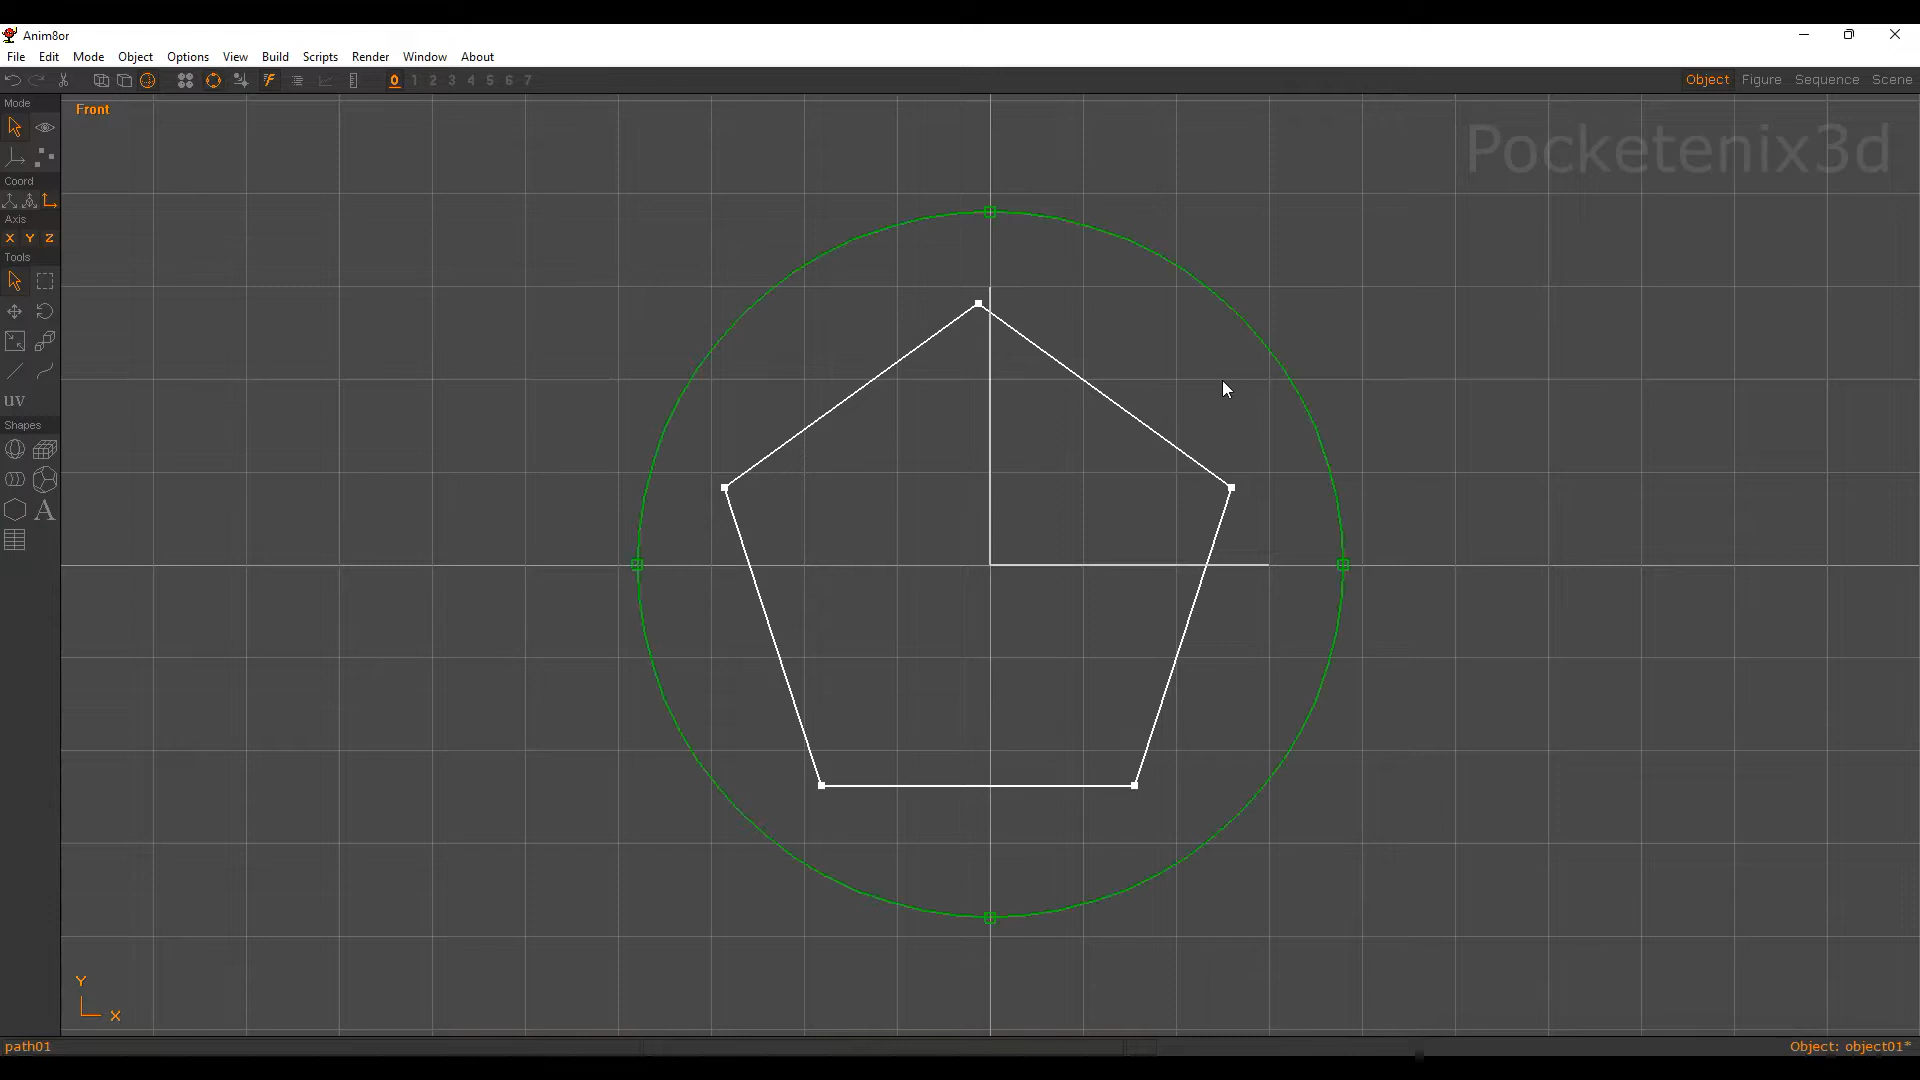 Anim8or
File Edit Mode Object Options View Build Scripts Render Window About
0 1 2 3 4 5 6 7
Object Figure Sequence Scene
Mode
Front
Pocketenix3d
Coord
Axis
X Y Z
Tools
uv
Shapes
A
Y
X
path01
Object: object01*